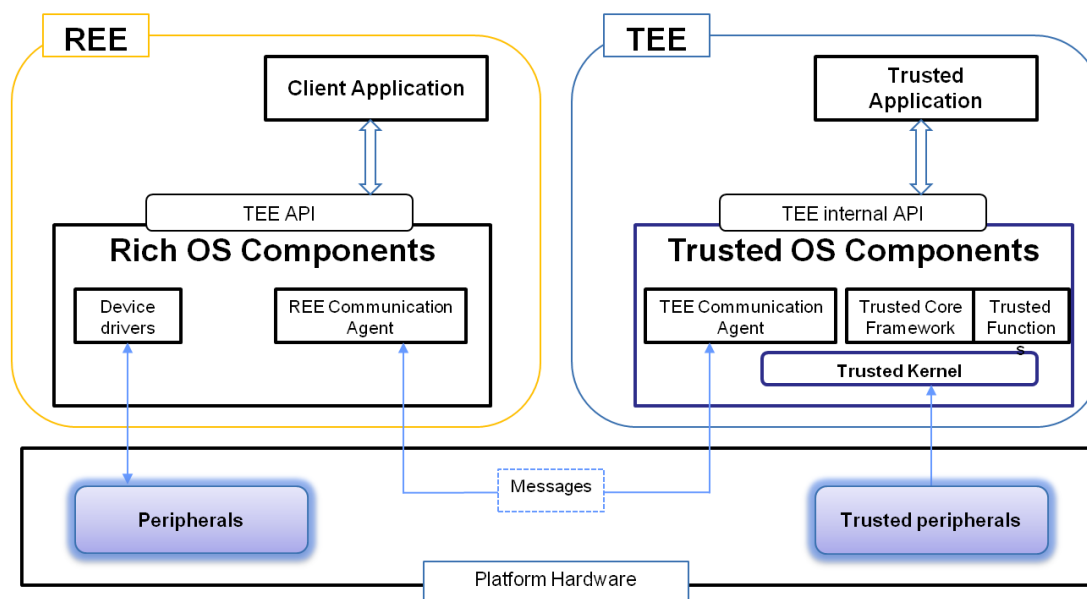 REE
TEE
Client Application
Trusted
Application
TEE API
TEE internal API
Rich OS Components
Trusted OS Components
Device
drivers
REE Communication
Agent
TEE Communication
Agent
Trusted Core
Framework
Trusted
Function
s
Trusted Kernel
Messages
Peripherals
Trusted peripherals
Platform Hardware